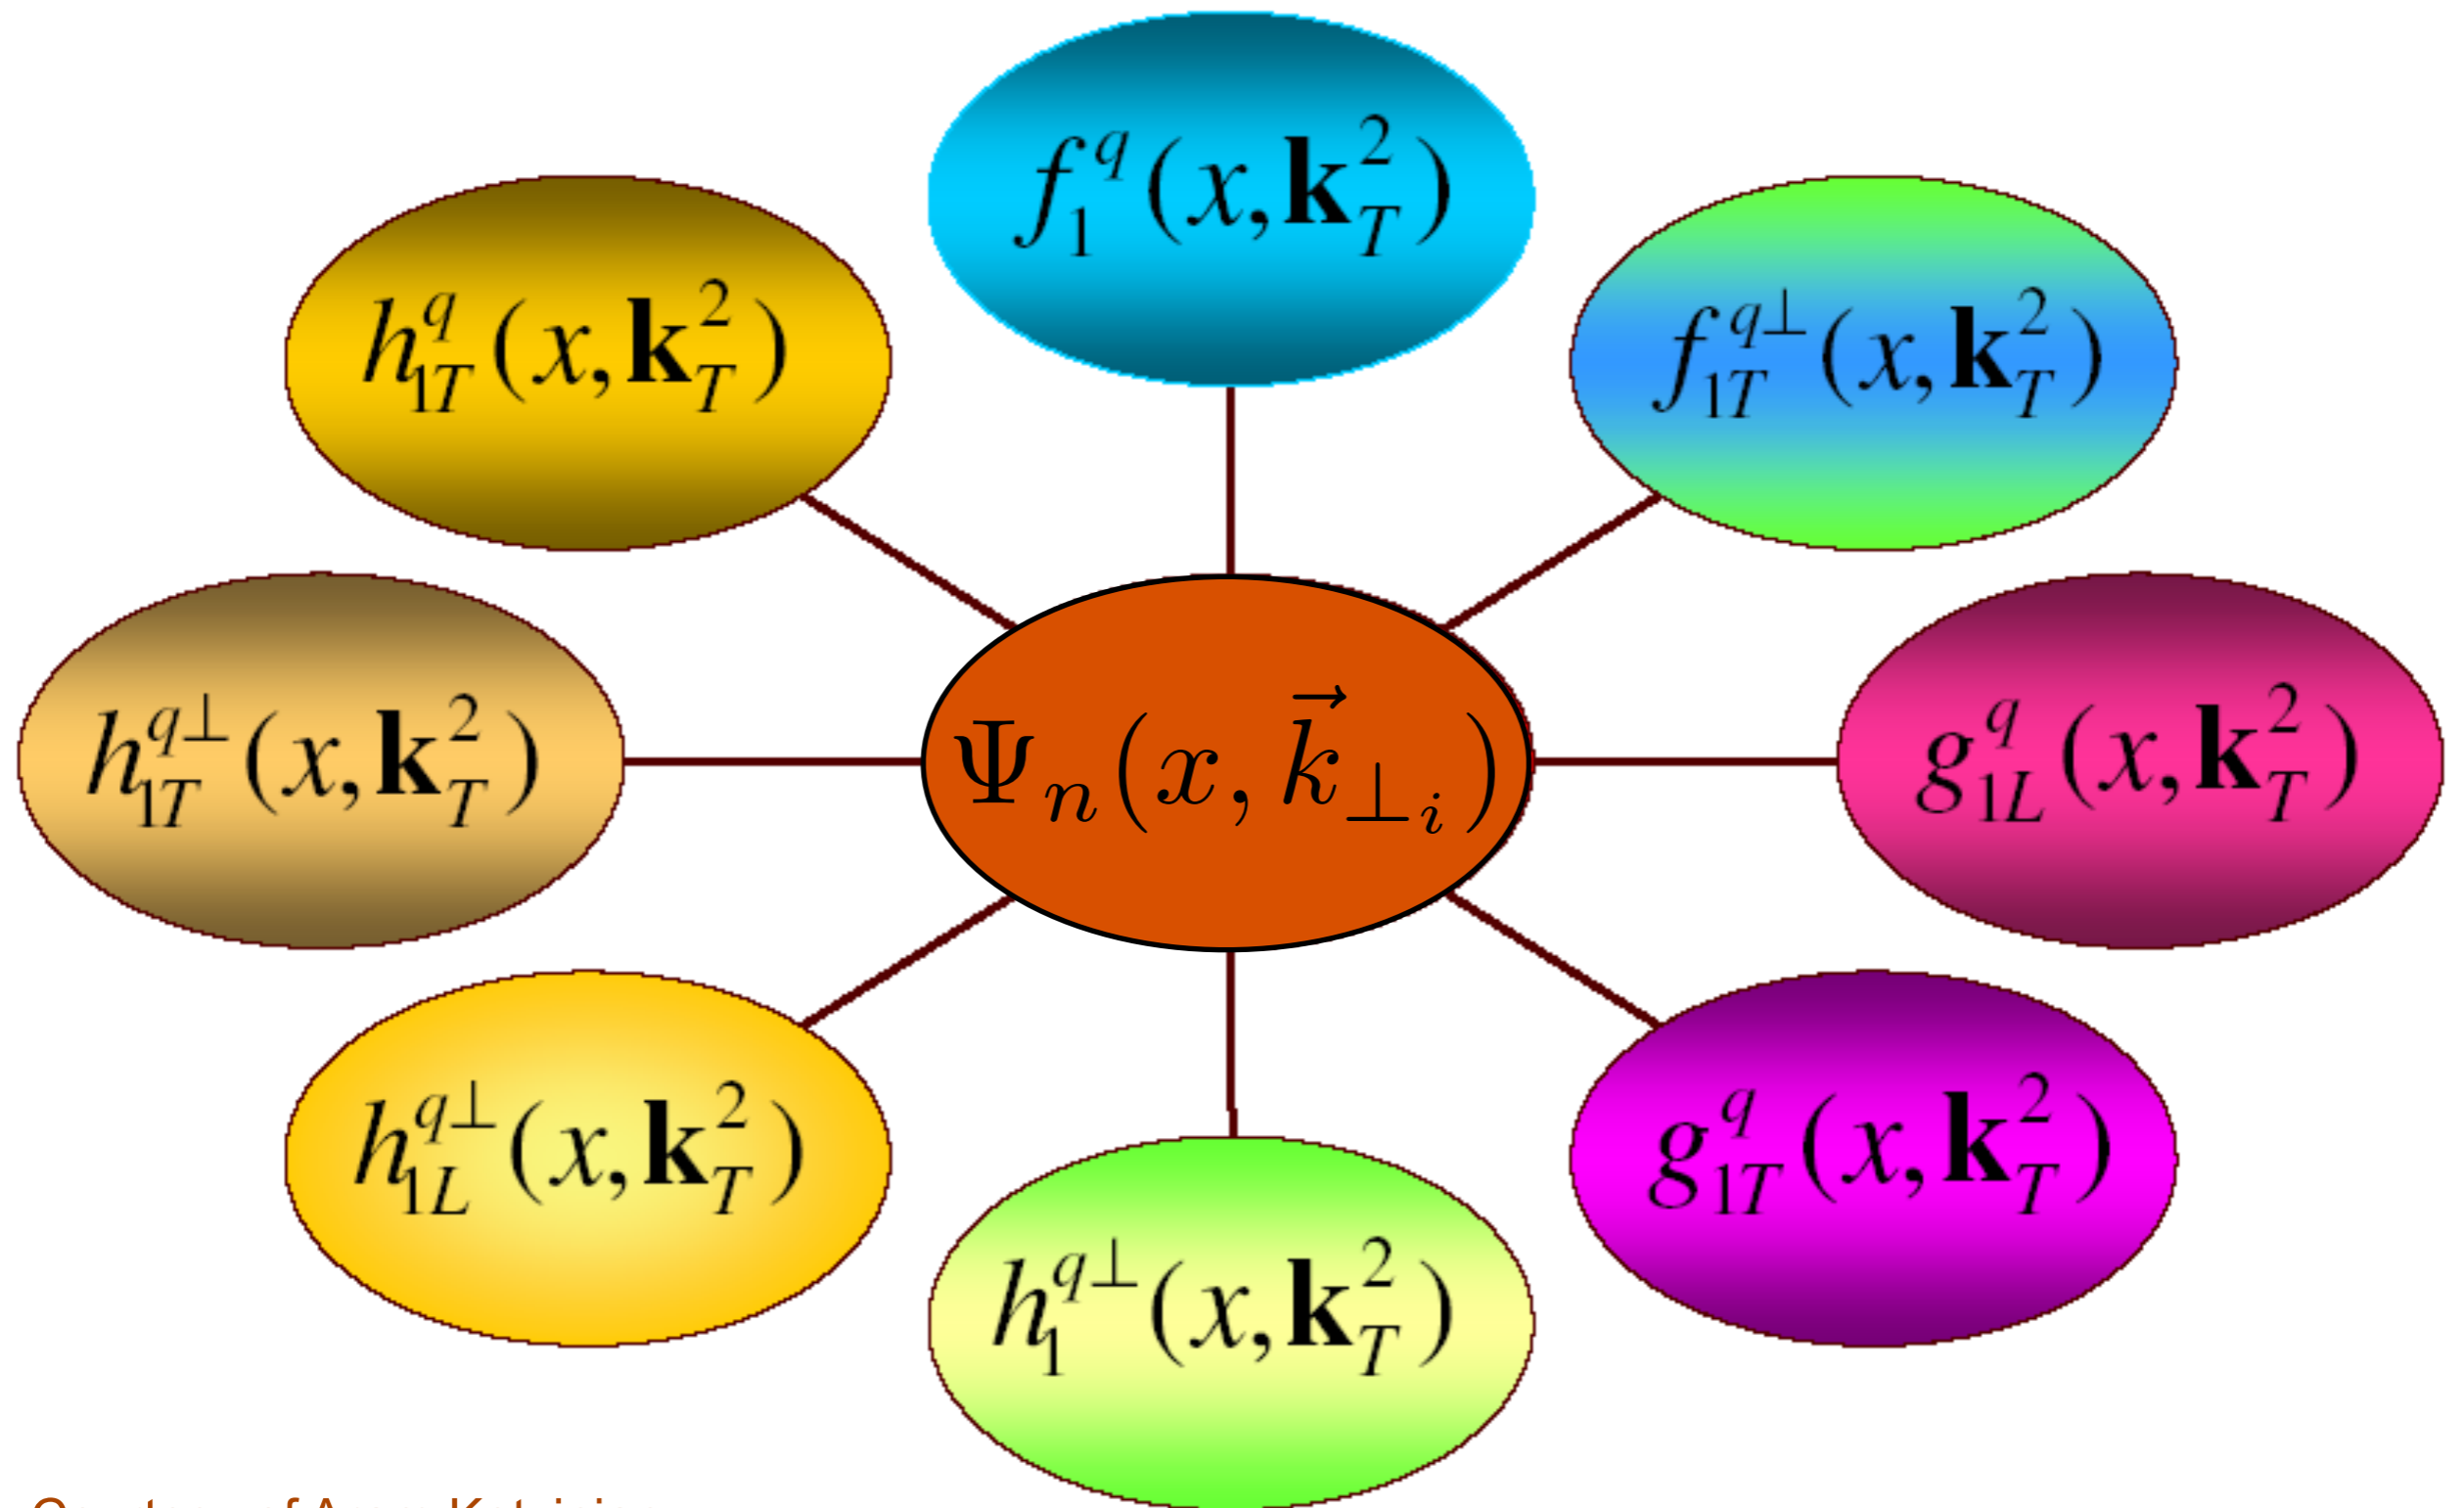 f_1^q(x,k_T^2)
h_{1T}^q(x,k_T^2)
f_{1T}^{q⊥}(x,k_T^2)
h_{1T}^{q⊥}(x,k_T^2)
Ψ_n(x, \vec{k}_{⊥_i})
g_{1L}^q(x,k_T^2)
h_{1L}^{q⊥}(x,k_T^2)
g_{1T}^q(x,k_T^2)
h_1^{q⊥}(x,k_T^2)